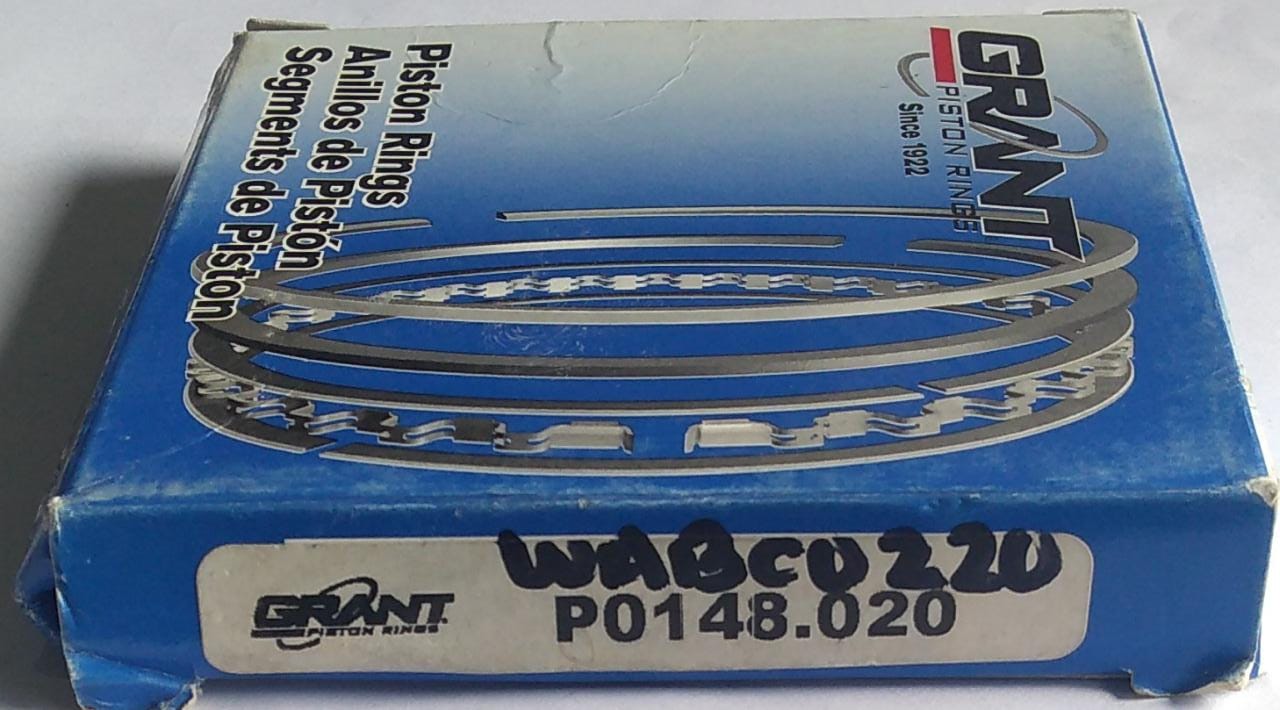 GRANT
PISTON RINGS
Since 1922
Piston Rings
Anillos de Pistón
Segments de Piston
WABCO220
GRANT
PISTON RINGS
P0148.020